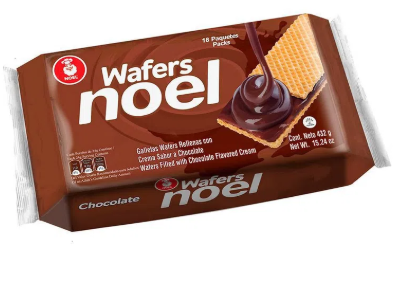 NOEL
18 Paquetes
Packs
Wafers
noel
Galletas Wafers Rellenas con
Crema Sabor a Chocolate
Wafers Filled with Chocolate Flavored Cream
Cont. Neto 432 g
Net Wt. 15.24 oz
NOEL
Wafers
noel
Chocolate